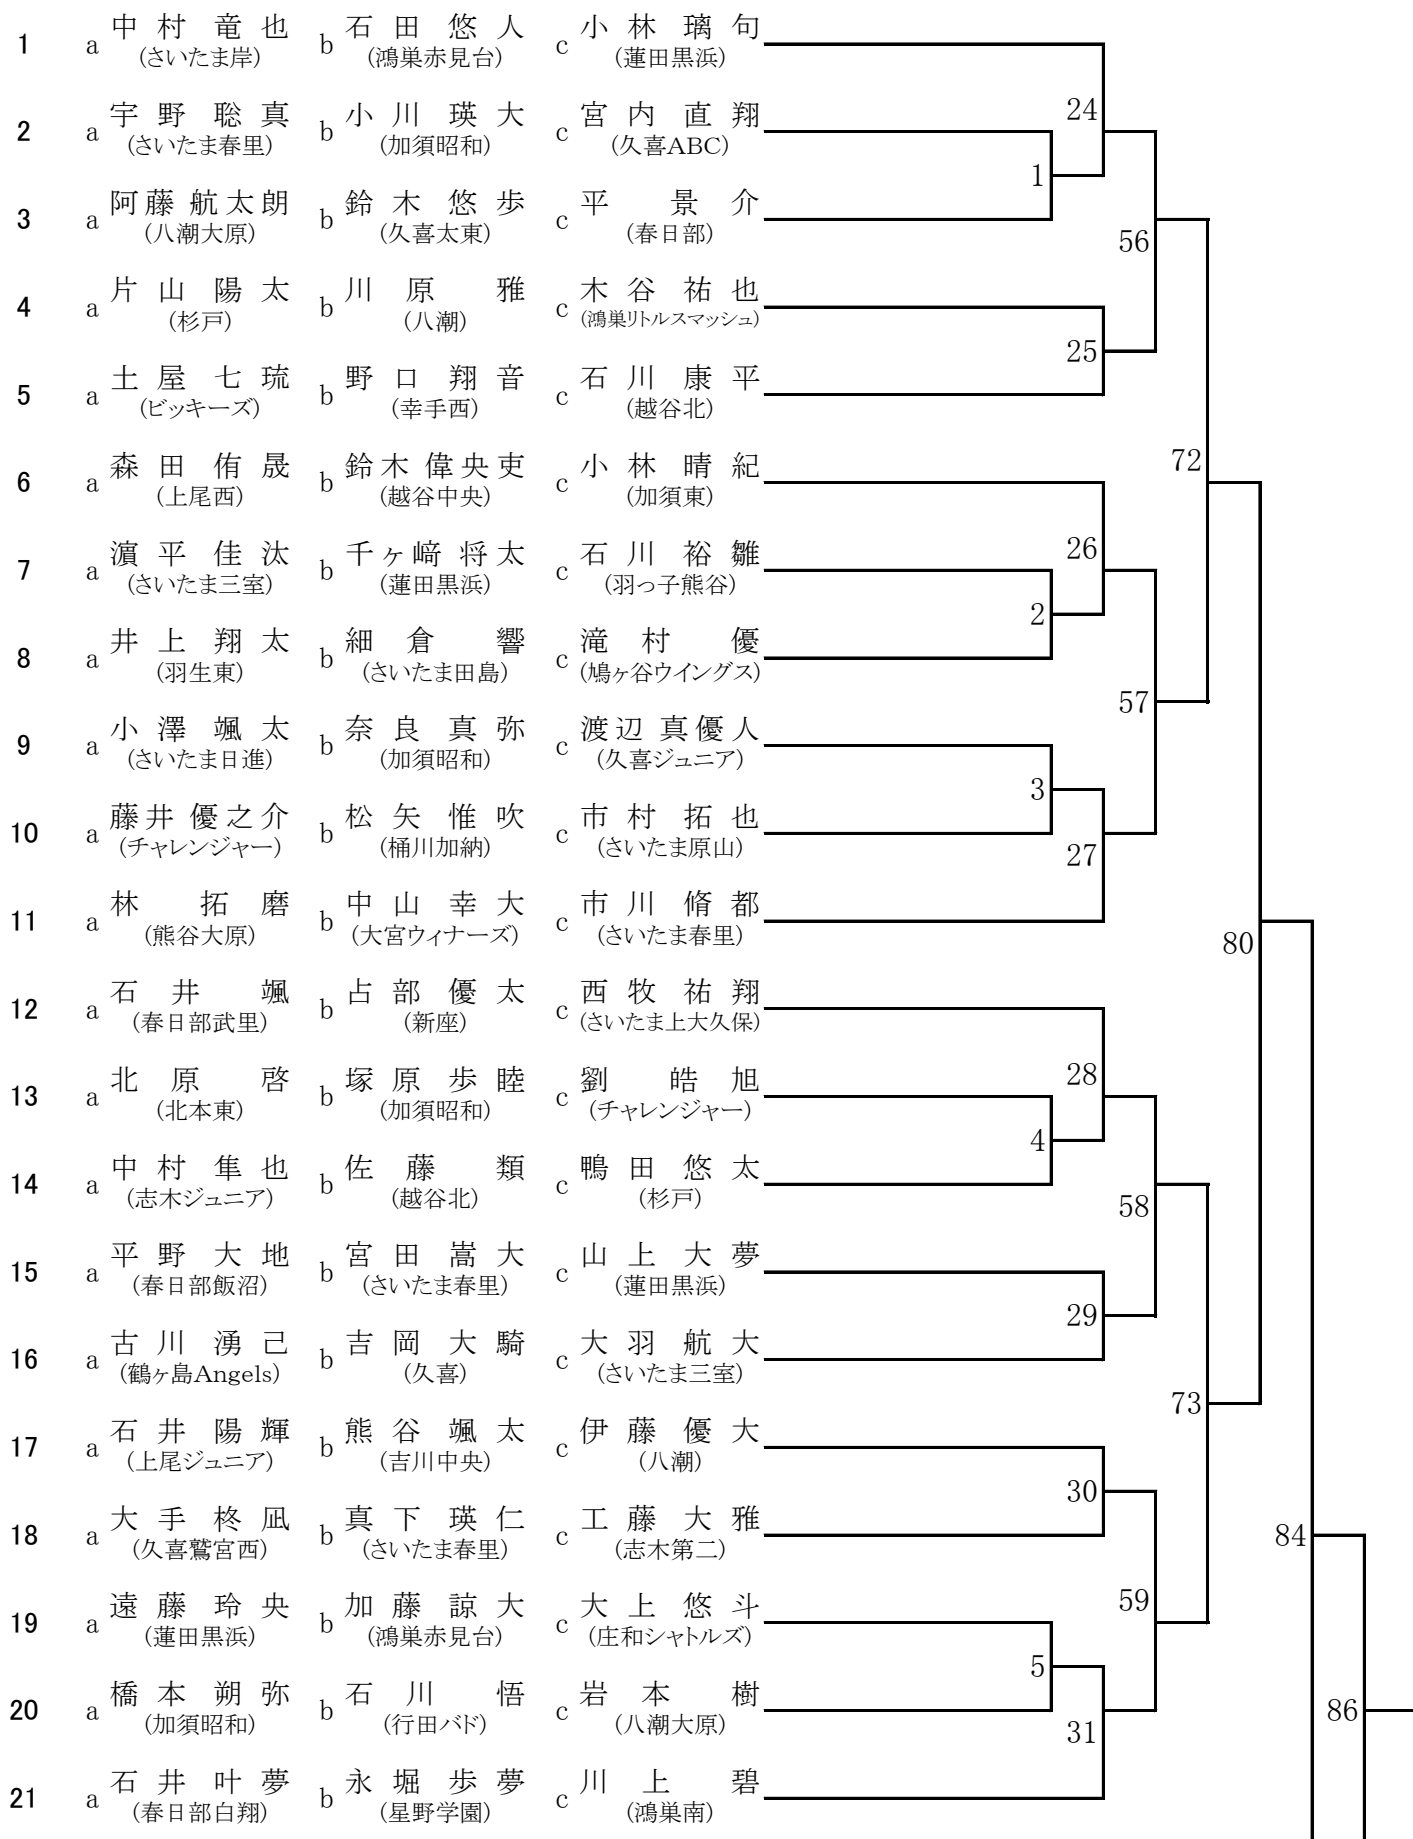 1 a 中村 竜也 b 石田 悠人 c 小林 璃句
(さいたま岸) (鴻巣赤見台) (蓮田黒浜)
24
2 a 宇野 聡真 b 小川 瑛大 c 宮内 直翔
(さいたま春里) (加須昭和) (久喜ABC)
1
3 a 阿藤 航太朗 b 鈴木 悠歩 c 平 景介
(八潮大原) (久喜太東) (春日部)
56
4 a 片山 陽太 b 川原 雅 c 木谷 祐也
(杉戸) (八潮) (鴻巣リトルスマッシュ)
25
5 a 土屋 七琉 b 野口 翔音 c 石川 康平
(ビッキーズ) (幸手西) (越谷北)
72
6 a 森田 侑晟 b 鈴木 偉央吏 c 小林 晴紀
(上尾西) (越谷中央) (加須東)
26
7 a 濵平 佳汰 b 千ヶ﨑 将太 c 石川 裕雛
(さいたま三室) (蓮田黒浜) (羽っ子熊谷)
2
8 a 井上 翔太 b 細倉 響 c 滝村 優
(羽生東) (さいたま田島) (鳩ヶ谷ウイングス)
57
9 a 小澤 颯太 b 奈良 真弥 c 渡辺 真優人
(さいたま日進) (加須昭和) (久喜ジュニア)
3
10 a 藤井 優之介 b 松矢 惟吹 c 市村 拓也
(チャレンジャー) (桶川加納) (さいたま原山)
27
11 a 林 拓磨 b 中山 幸大 c 市川 脩都
(熊谷大原) (大宮ウィナーズ) (さいたま春里)
80
12 a 石井 颯 b 占部 優太 c 西牧 祐翔
(春日部武里) (新座) (さいたま上大久保)
28
13 a 北原 啓 b 塚原 歩睦 c 劉 皓旭
(北本東) (加須昭和) (チャレンジャー)
4
14 a 中村 隼也 b 佐藤 類 c 鴨田 悠太
(志木ジュニア) (越谷北) (杉戸)
58
15 a 平野 大地 b 宮田 嵩大 c 山上 大夢
(春日部飯沼) (さいたま春里) (蓮田黒浜)
29
16 a 古川 湧己 b 吉岡 大騎 c 大羽 航大
(鶴ヶ島Angels) (久喜) (さいたま三室)
73
17 a 石井 陽輝 b 熊谷 颯太 c 伊藤 優大
(上尾ジュニア) (吉川中央) (八潮)
30
18 a 大手 柊凪 b 真下 瑛仁 c 工藤 大雅
(久喜鷲宮西) (さいたま春里) (志木第二)
84
59
19 a 遠藤 玲央 b 加藤 諒大 c 大上 悠斗
(蓮田黒浜) (鴻巣赤見台) (庄和シャトルズ)
5
20 a 橋本 朔弥 b 石川 悟 c 岩本 樹
(加須昭和) (行田バド) (八潮大原)
86
31
21 a 石井 叶夢 b 永堀 歩夢 c 川上 碧
(春日部白翔) (星野学園) (鴻巣南)